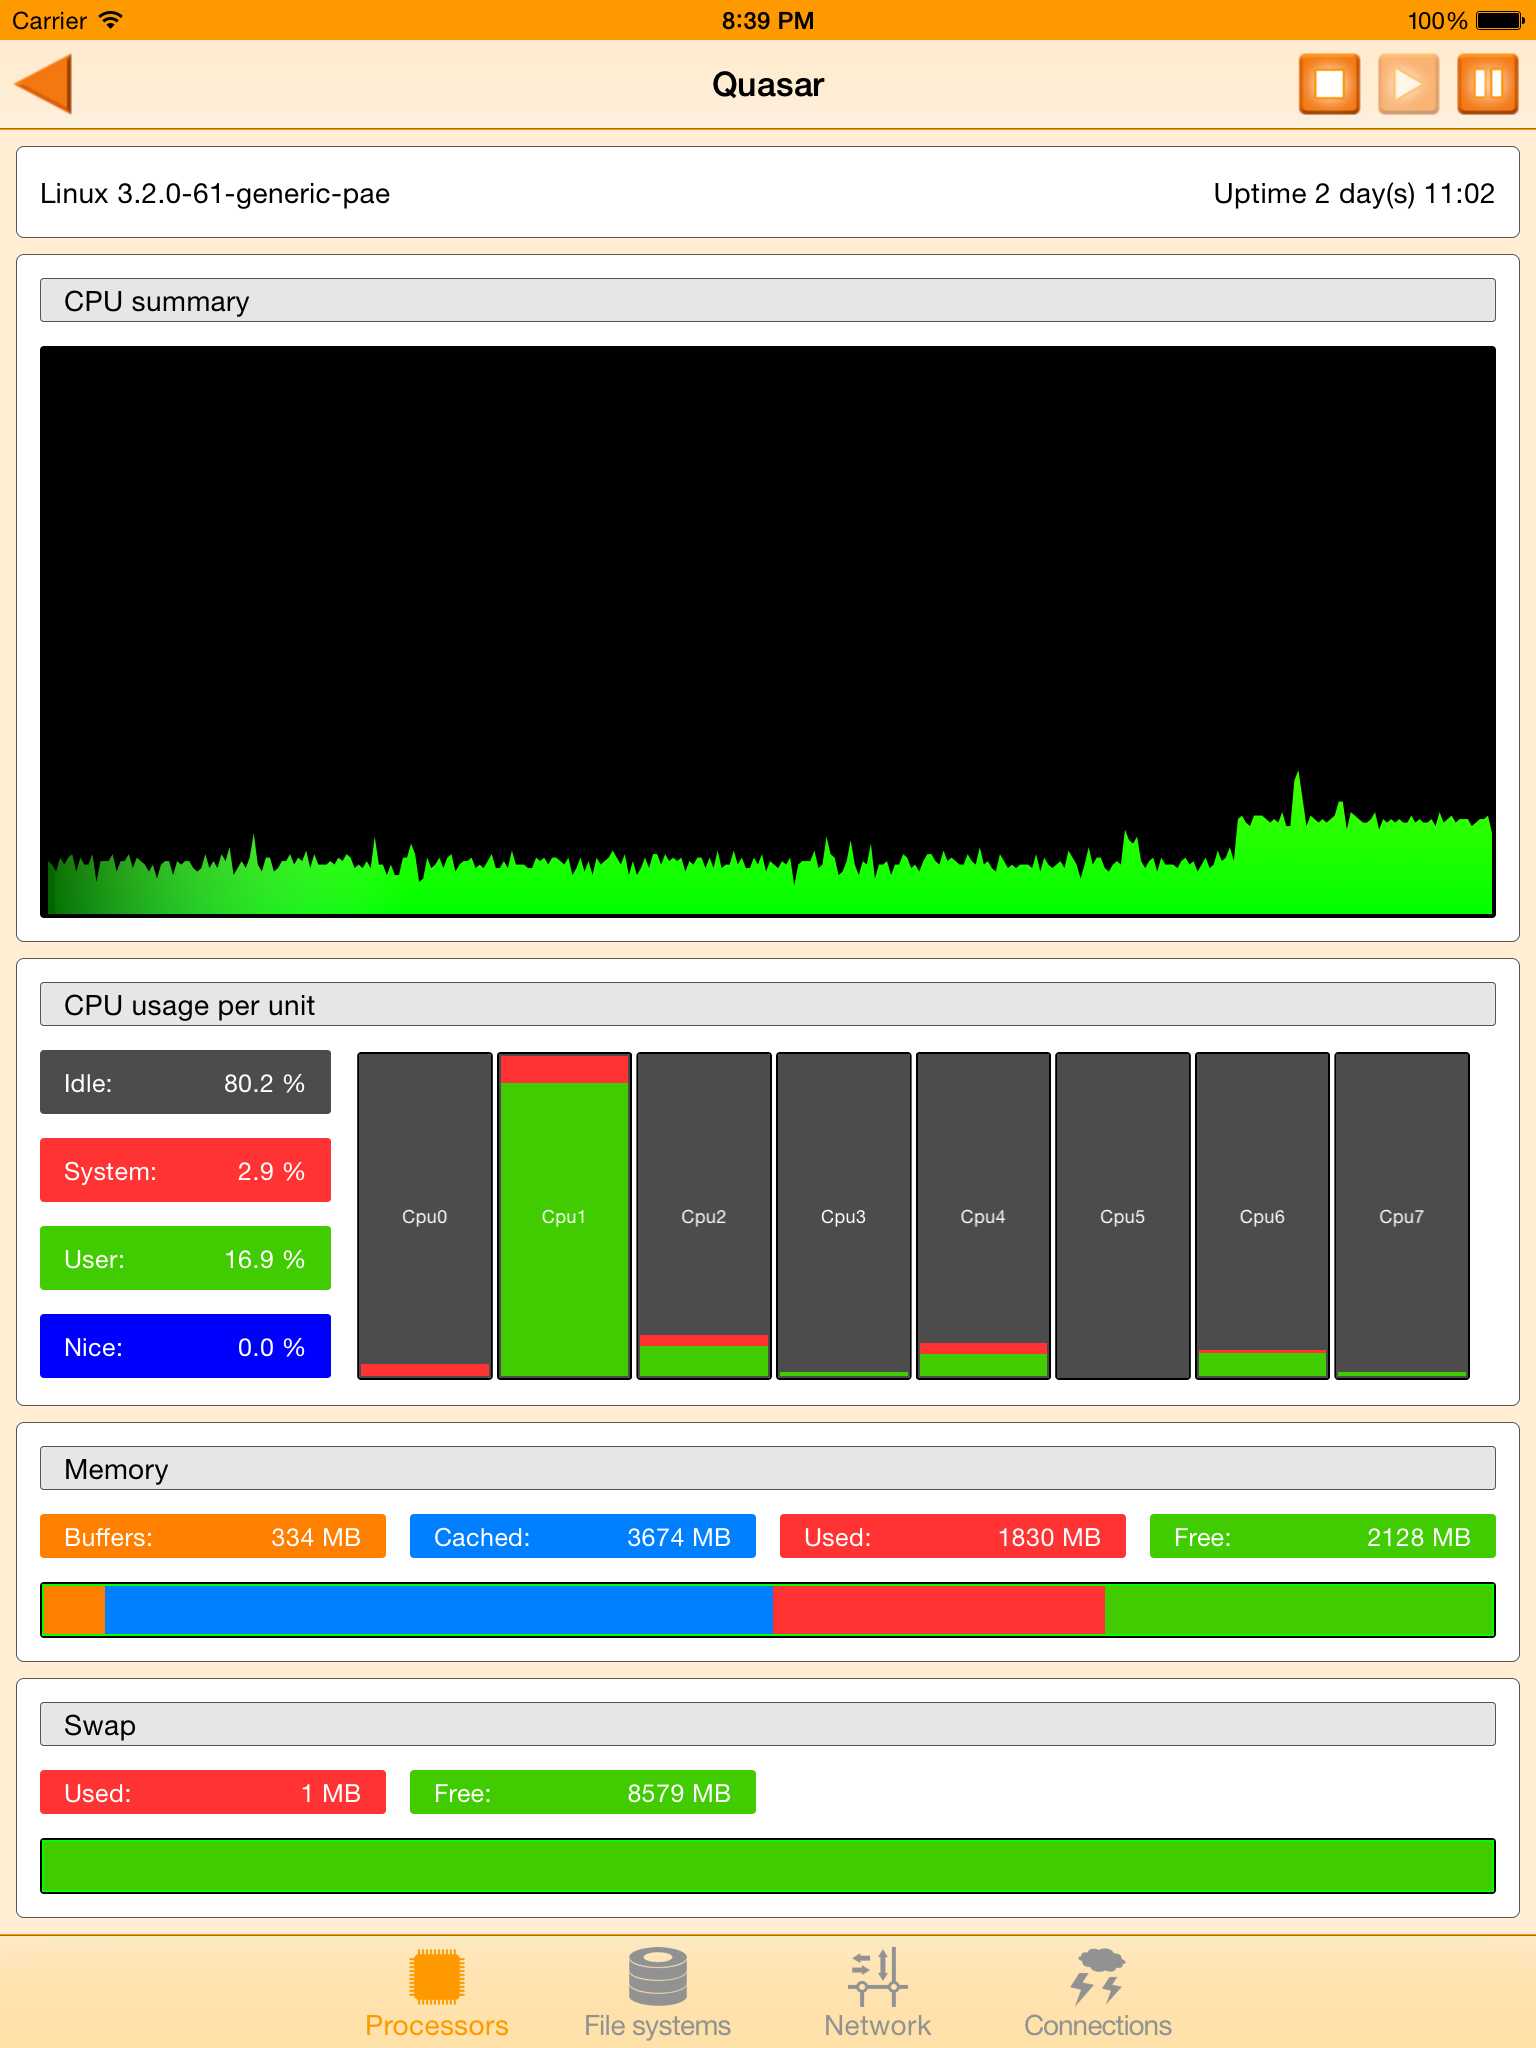 Carrier 8:39 PM 100%
Quasar
Linux 3.2.0-61-generic-pae Uptime 2 day(s) 11:02
CPU summary
CPU usage per unit
Idle: 80.2 %
System: 2.9 %
User: 16.9 %
Nice: 0.0 %
Cpu0 Cpu1 Cpu2 Cpu3 Cpu4 Cpu5 Cpu6 Cpu7
Memory
Buffers: 334 MB Cached: 3674 MB Used: 1830 MB Free: 2128 MB
Swap
Used: 1 MB Free: 8579 MB
Processors File systems Network Connections